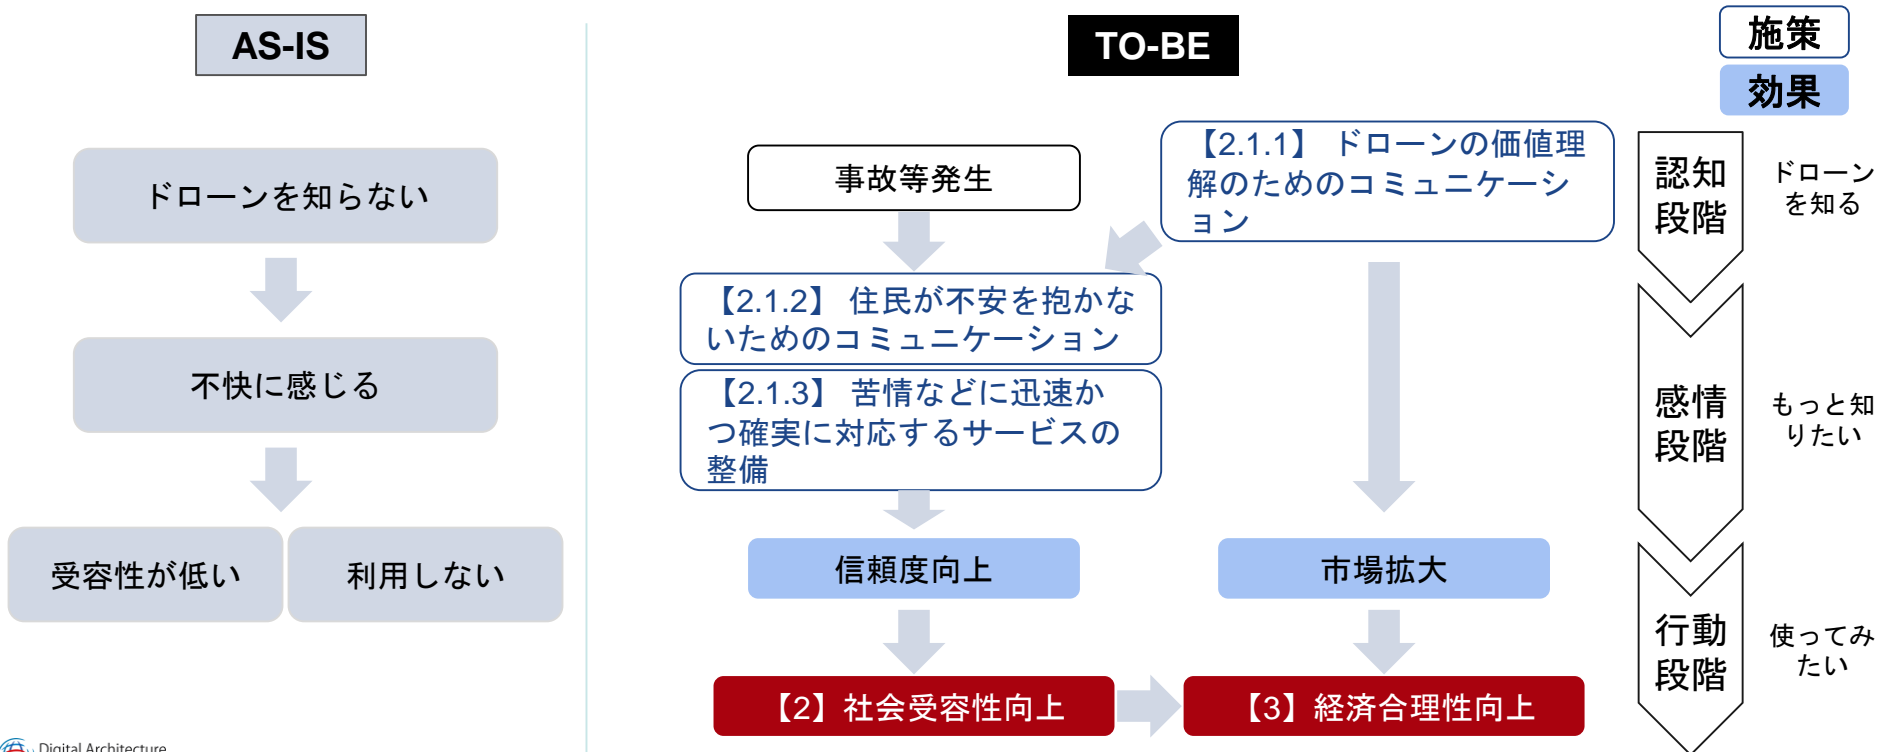 AS-IS
TO-BE
施策
効果
ドローンを知らない
不快に感じる
受容性が低い
利用しない
事故等発生
【2.1.1】 ドローンの価値理
解のためのコミュニケーシ
ョン
【2.1.2】 住民が不安を抱かな
いためのコミュニケーション
【2.1.3】 苦情などに迅速か
つ確実に対応するサービスの
整備
信頼度向上
市場拡大
【2】社会受容性向上
【3】経済合理性向上
認知
段階
ドローン
を知る
感情
段階
もっと知
りたい
行動
段階
使ってみ
たい
Digital Architecture